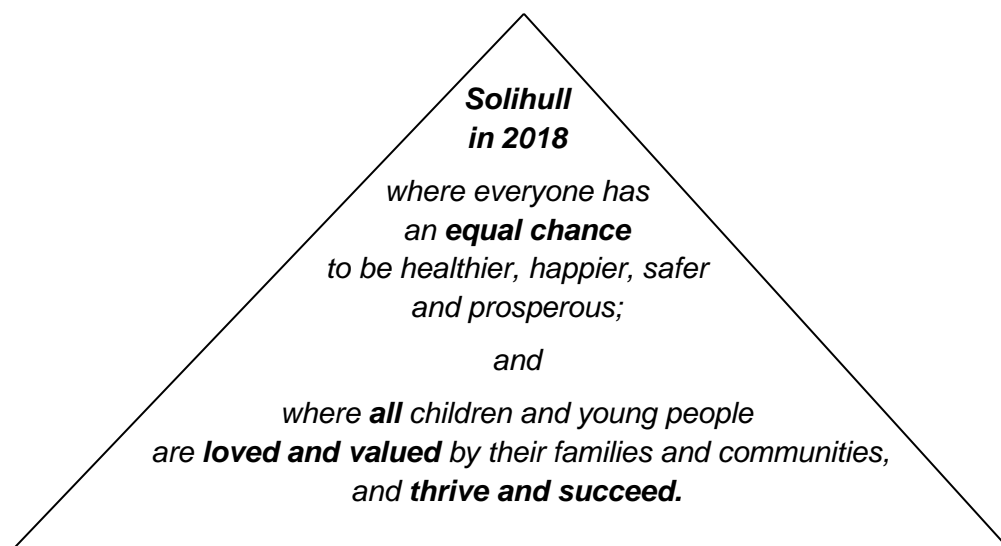 Solihull
in 2018
where everyone has
an equal chance
to be healthier, happier, safer
and prosperous;
and
where all children and young people
are loved and valued by their families and communities,
and thrive and succeed.